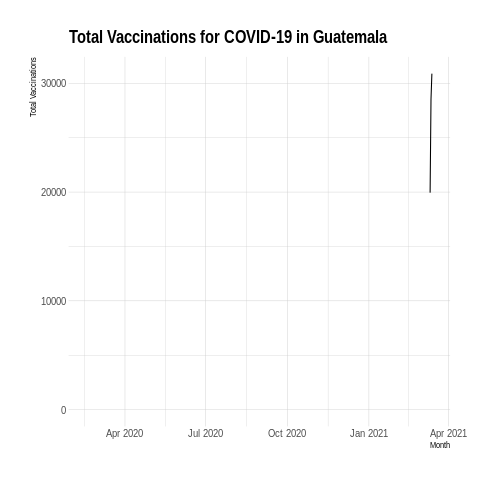 Total Vaccinations for COVID-19 in Guatemala
Total Vaccinations
30000
20000
10000
0
Apr 2020
Jul 2020
Oct 2020
Jan 2021
Apr 2021
Month